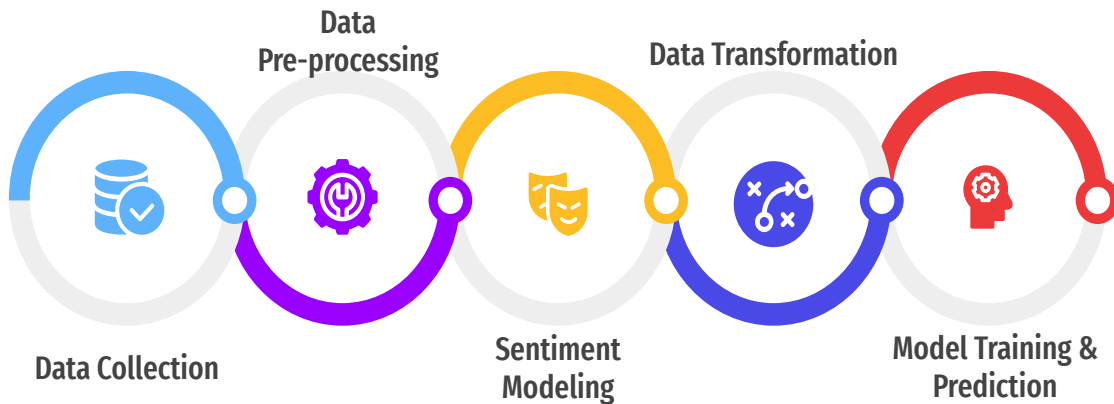 Data
Pre-processing
Data Transformation
Data Collection
Sentiment
Modeling
Model Training &
Prediction